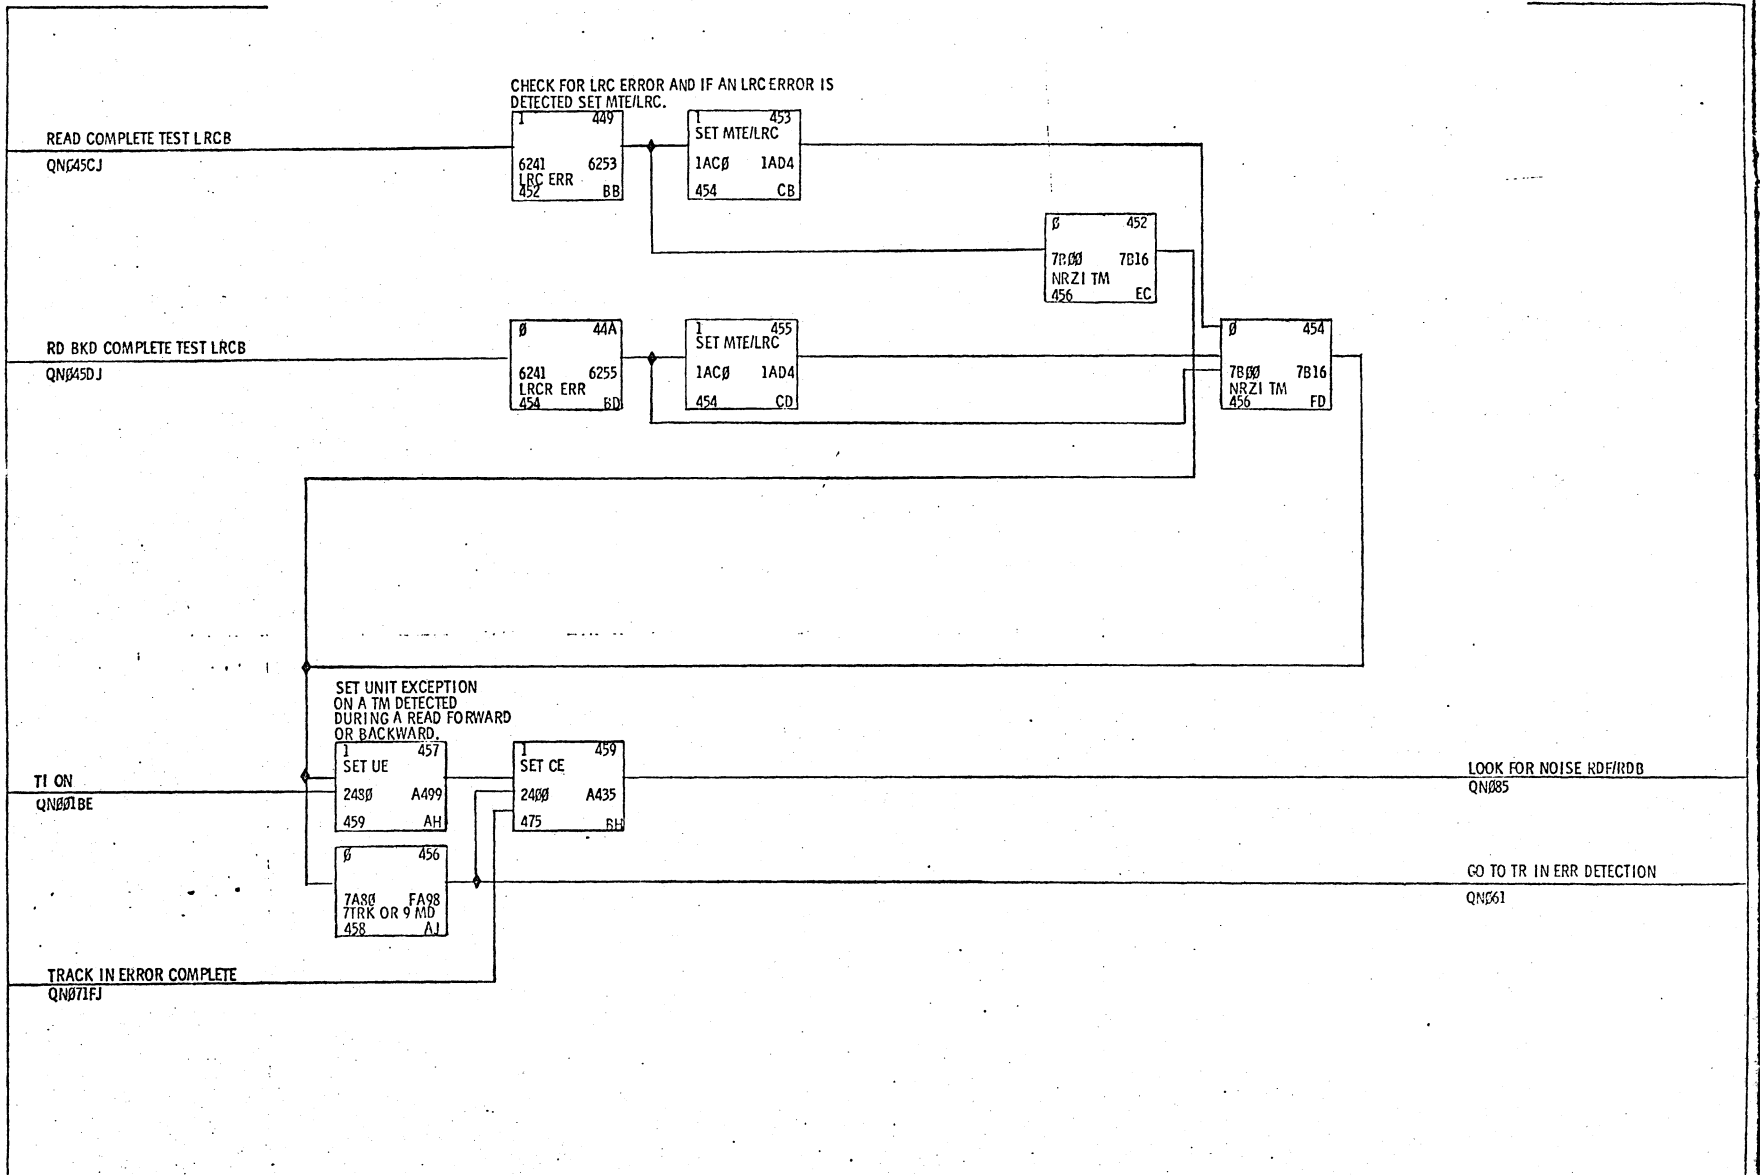 CHECK FOR LRC ERROR AND IF AN LRC ERROR IS
DETECTED SET MTE/LRC.
READ COMPLETE TEST LRCB
QNØ45CJ
1 449
6241 6253
LRC ERR
452 BB
1 453
SET MTE/LRC
1ACØ 1AD4
454 CB
Ø 452
7BØØ 7B16
NRZI TM
456 EC
RD BKD COMPLETE TEST LRCB
QNØ45DJ
Ø 44A
6241 6255
LRCR ERR
454 BD
1 455
SET MTE/LRC
1ACØ 1AD4
454 CD
Ø 454
7BØØ 7B16
NRZI TM
456 FD
SET UNIT EXCEPTION
ON A TM DETECTED
DURING A READ FORWARD
OR BACKWARD.
TI ON
QNØØ1BE
1 457
SET UE
2480 A499
459 AH
1 459
SET CE
24ØØ A435
475 BH
LOOK FOR NOISE RDF/RDB
QNØ85
Ø 456
7A8Ø FA98
7TRK OR 9 MD
458 AJ
GO TO TR IN ERR DETECTION
QNØ61
TRACK IN ERROR COMPLETE
QNØ71FJ